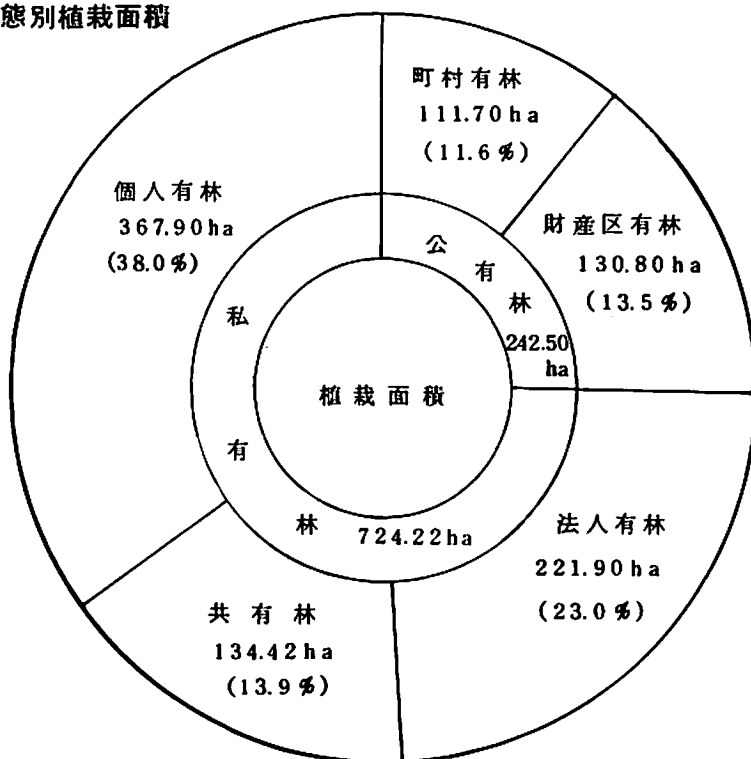 態別植栽面積
町村有林
111.70ha
(11.6%)
財産区有林
130.80ha
(13.5%)
公有林
242.50
ha
個人有林
367.90ha
(38.0%)
私有林 724.22ha
植栽面積
法人有林
221.90ha
(23.0%)
共有林
134.42ha
(13.9%)